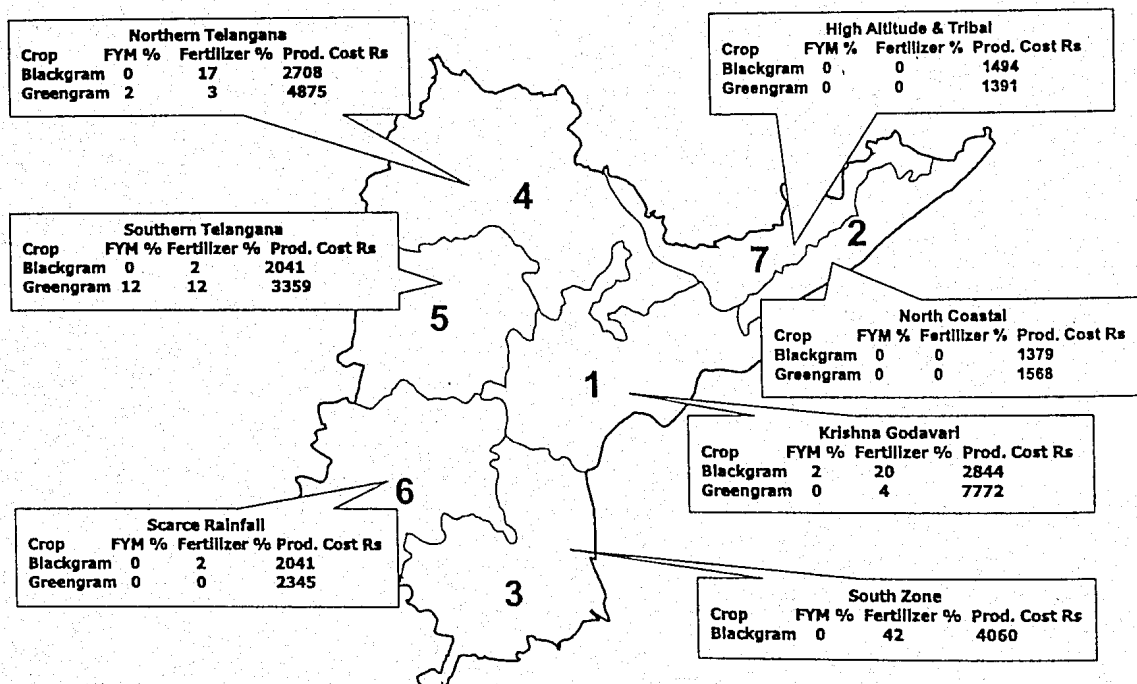 Northern Telangana
Crop FYM % Fertilizer % Prod. Cost Rs
Blackgram 0 17 2708
Greengram 2 3 4875
High Altitude & Tribal
Crop FYM % Fertilizer % Prod. Cost Rs
Blackgram 0 0 1494
Greengram 0 0 1391
4
2
7
Southern Telangana
Crop FYM % Fertilizer % Prod. Cost Rs
Blackgram 0 2 2041
Greengram 12 12 3359
5
North Coastal
Crop FYM % Fertilizer % Prod. Cost Rs
Blackgram 0 0 1379
Greengram 0 0 1568
1
Krishna Godavari
Crop FYM % Fertilizer % Prod. Cost Rs
Blackgram 2 20 2844
Greengram 0 4 7772
6
Scarce Rainfall
Crop FYM % Fertilizer % Prod. Cost Rs
Blackgram 0 2 2041
Greengram 0 0 2345
3
South Zone
Crop FYM % Fertilizer % Prod. Cost Rs
Blackgram 0 42 4060